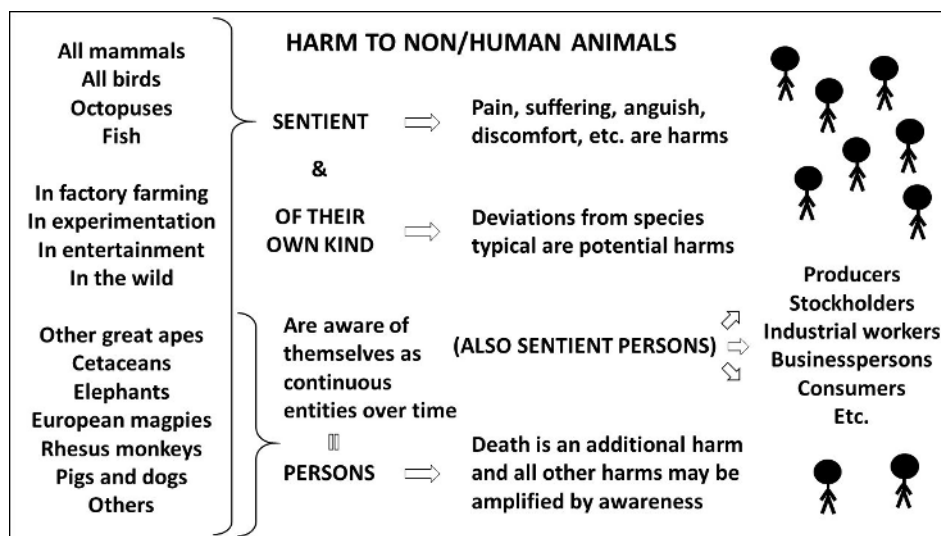 HARM TO NON/HUMAN ANIMALS
All mammals
All birds
Octopuses
Fish
In factory farming
In experimentation
In entertainment
In the wild
Other great apes
Cetaceans
Elephants
European magpies
Rhesus monkeys
Pigs and dogs
Others
SENTIENT
&
OF THEIR
OWN KIND
Are aware of
themselves as
continuous
entities over time
PERSONS
Pain, suffering, anguish,
discomfort, etc. are harms
Deviations from species
typical are potential harms
(ALSO SENTIENT PERSONS)
Death is an additional harm
and all other harms may be
amplified by awareness
Producers
Stockholders
Industrial workers
Businesspersons
Consumers
Etc.